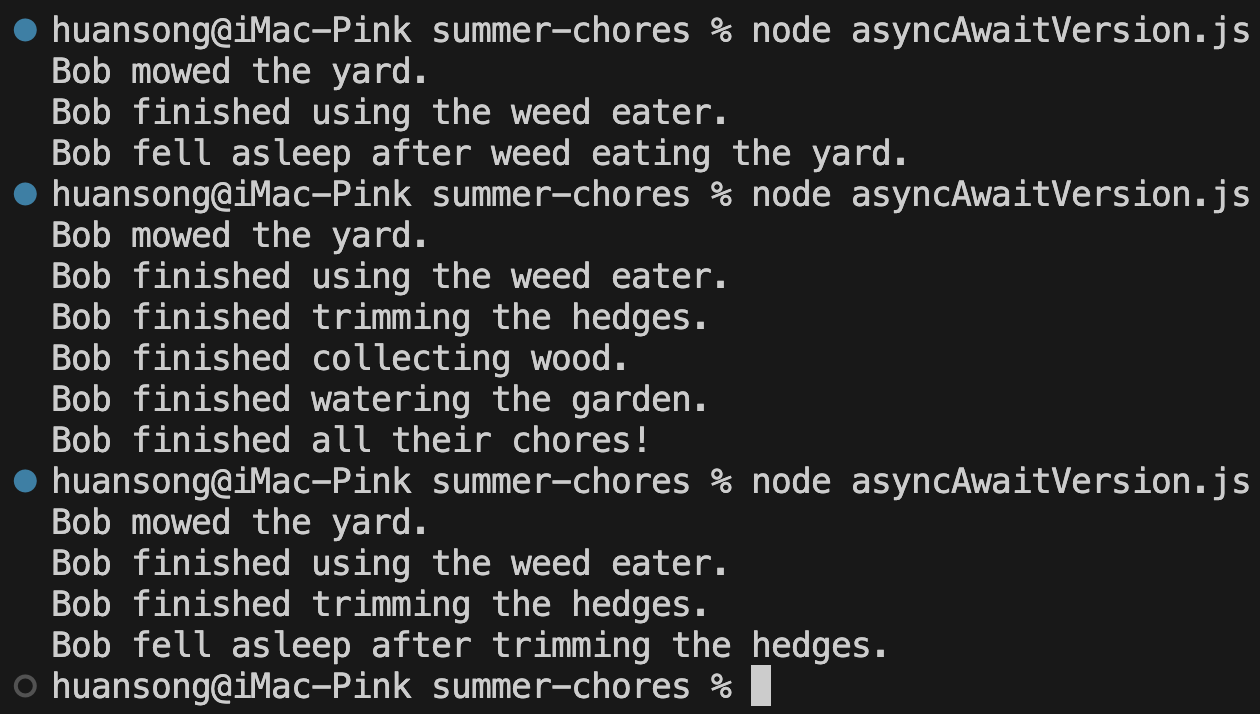 huansong@iMac-Pink summer-chores % node asyncAwaitVersion.js
Bob mowed the yard.
Bob finished using the weed eater.
Bob fell asleep after weed eating the yard.
huansong@iMac-Pink summer-chores % node asyncAwaitVersion.js
Bob mowed the yard.
Bob finished using the weed eater.
Bob finished trimming the hedges.
Bob finished collecting wood.
Bob finished watering the garden.
Bob finished all their chores!
huansong@iMac-Pink summer-chores % node asyncAwaitVersion.js
Bob mowed the yard.
Bob finished using the weed eater.
Bob finished trimming the hedges.
Bob fell asleep after trimming the hedges.
huansong@iMac-Pink summer-chores %